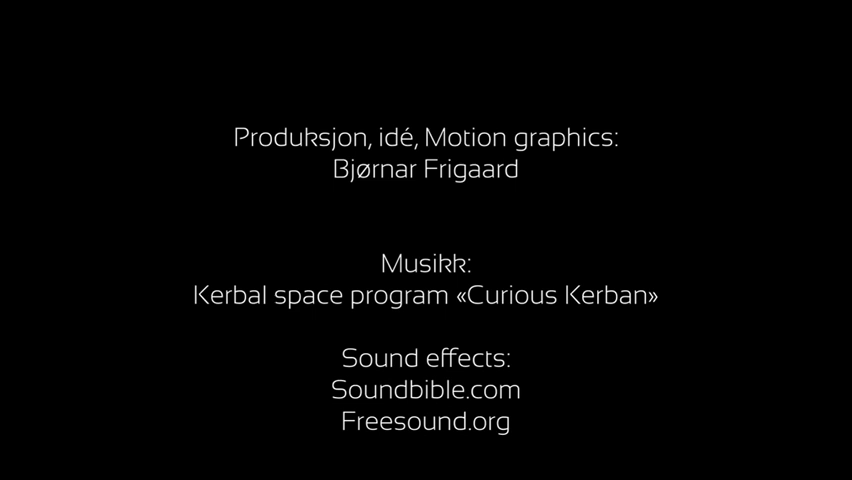 Produksjon, idé, Motion graphics:
Bjørnar Frigaard
Musikk:
Kerbal space program «Curious Kerban»
Sound effects:
Soundbible.com
Freesound.org